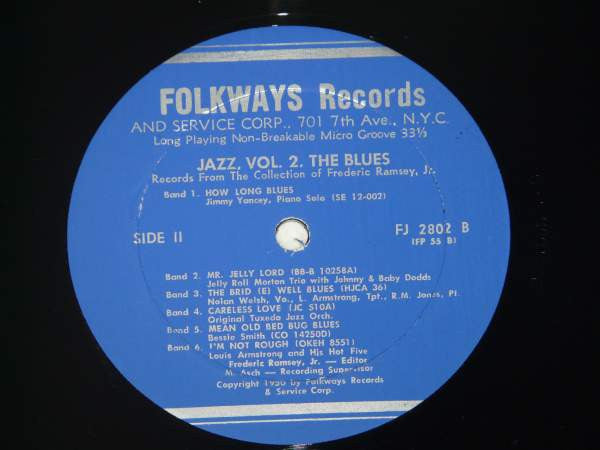 FOLKWAYS Records
AND SERVICE CORP., 701 7th Ave., N.Y.C.
Long Playing Non-Breakable Micro Groove 33⅓
JAZZ, VOL. 2. THE BLUES
Records From The Collection of Frederic Ramsey, Jr.
Band 1. HOW LONG BLUES
Jimmy Yancey, Piano Solo (SE 12-002)
SIDE II
FJ 2802 B
(FP 55 B)
Band 2. MR. JELLY LORD (BB-B 10258A)
Jelly Roll Morton Trio with Johnny & Baby Dodds
Band 3. THE BRID (E) WELL BLUES (HJCA 36)
Nolan Welsh, Vo., L. Armstrong, Tpt., R.M. Jones, Pl.
Band 4. CARELESS LOVE (JC S10A)
Original Tuxedo Jazz Orch.
Band 5. MEAN OLD BED BUG BLUES
Bessie Smith (CO 14250D)
Band 6. I'M NOT ROUGH (OKEH 8551)
Louis Armstrong and His Hot Five
Frederic Ramsey, Jr. — Editor
M. Asch — Recording Supervisor
Copyright 1950 by Folkways Records
& Service Corp.